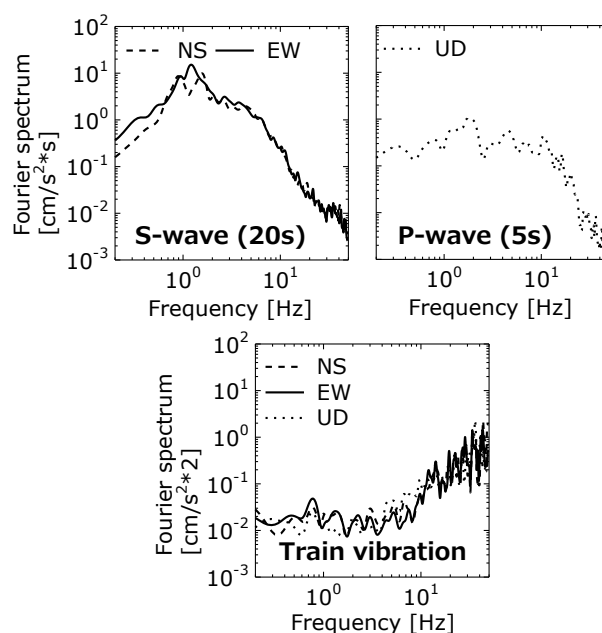 NS EW
UD
10²
10¹
10⁰
10⁻¹
10⁻²
10⁻³
Fourier spectrum
[cm/s²*s]
S-wave (20s)
P-wave (5s)
10⁰ 10¹
10⁰ 10¹
Frequency [Hz]
Frequency [Hz]
10²
10¹
10⁰
10⁻¹
10⁻²
10⁻³
Fourier spectrum
[cm/s²*2]
NS
EW
UD
Train vibration
10⁰ 10¹
Frequency [Hz]